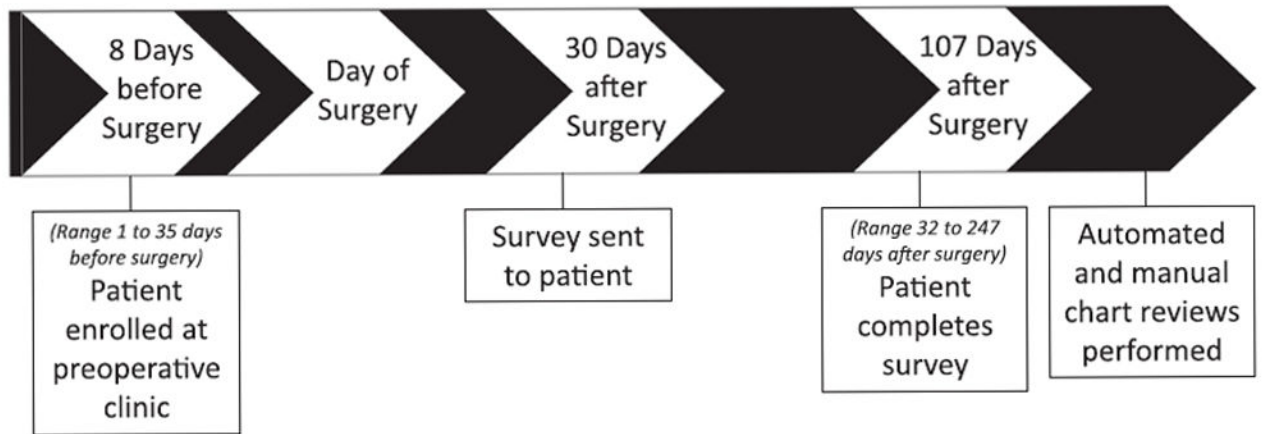 8 Days
before
Surgery
Day of
Surgery
30 Days
after
Surgery
107 Days
after
Surgery
(Range 1 to 35 days
before surgery)
Patient
enrolled at
preoperative
clinic
Survey sent
to patient
(Range 32 to 247
days after surgery)
Patient
completes
survey
Automated
and manual
chart reviews
performed